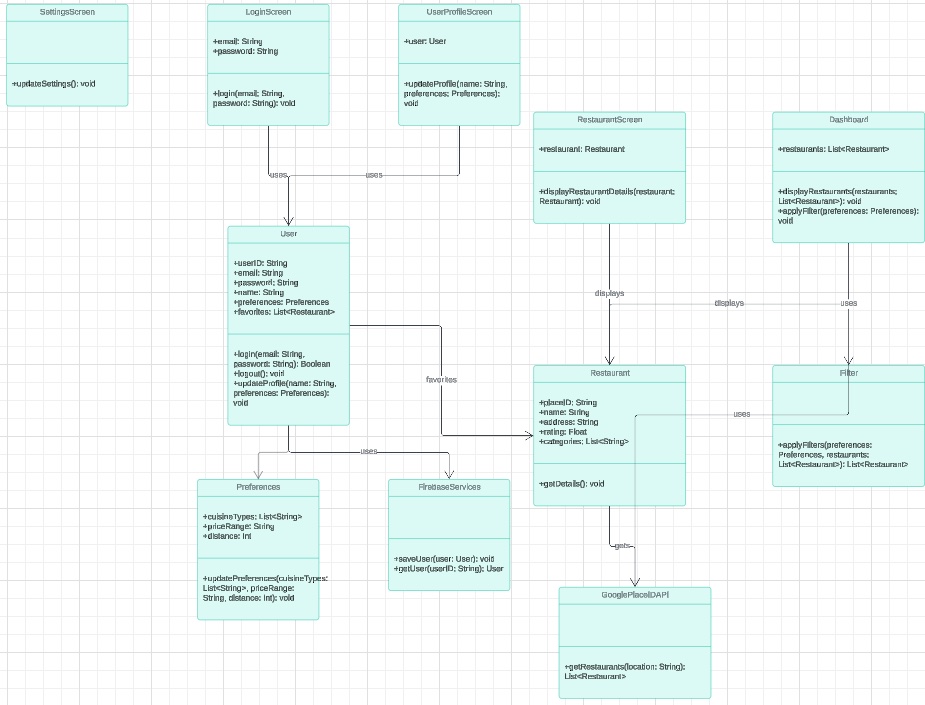 SettingsScreen
+updateSettings(): void
LoginScreen
+email: String
+password: String
+login(email: String,
password: String): void
UserProfileScreen
+user: User
+updateProfile(name: String,
preferences: Preferences):
void
RestaurantScreen
+restaurant: Restaurant
+displayRestaurantDetails(restaurant:
Restaurant): void
Dashboard
+restaurants: List<Restaurant>
+displayRestaurants(restaurants:
List<Restaurant>): void
+applyFilter(preferences: Preferences):
void
uses
uses
User
+userID: String
+email: String
+password: String
+name: String
+preferences: Preferences
+favorites: List<Restaurant>
+login(email: String,
password: String): Boolean
+logout(): void
+updateProfile(name: String,
preferences: Preferences):
void
displays
displays
uses
favorites
Restaurant
+placeID: String
+name: String
+address: String
+rating: Float
+categories: List<String>
+getDetails(): void
Filter
+applyFilters(preferences:
Preferences, restaurants:
List<Restaurant>): List<Restaurant>
uses
uses
Preferences
+cuisineTypes: List<String>
+priceRange: String
+distance: Int
+updatePreferences(cuisineTypes:
List<String>, priceRange:
String, distance: Int): void
FirebaseServices
+saveUser(user: User): void
+getUser(userID: String): User
gets
GooglePlaceIDAPI
+getRestaurants(location: String):
List<Restaurant>